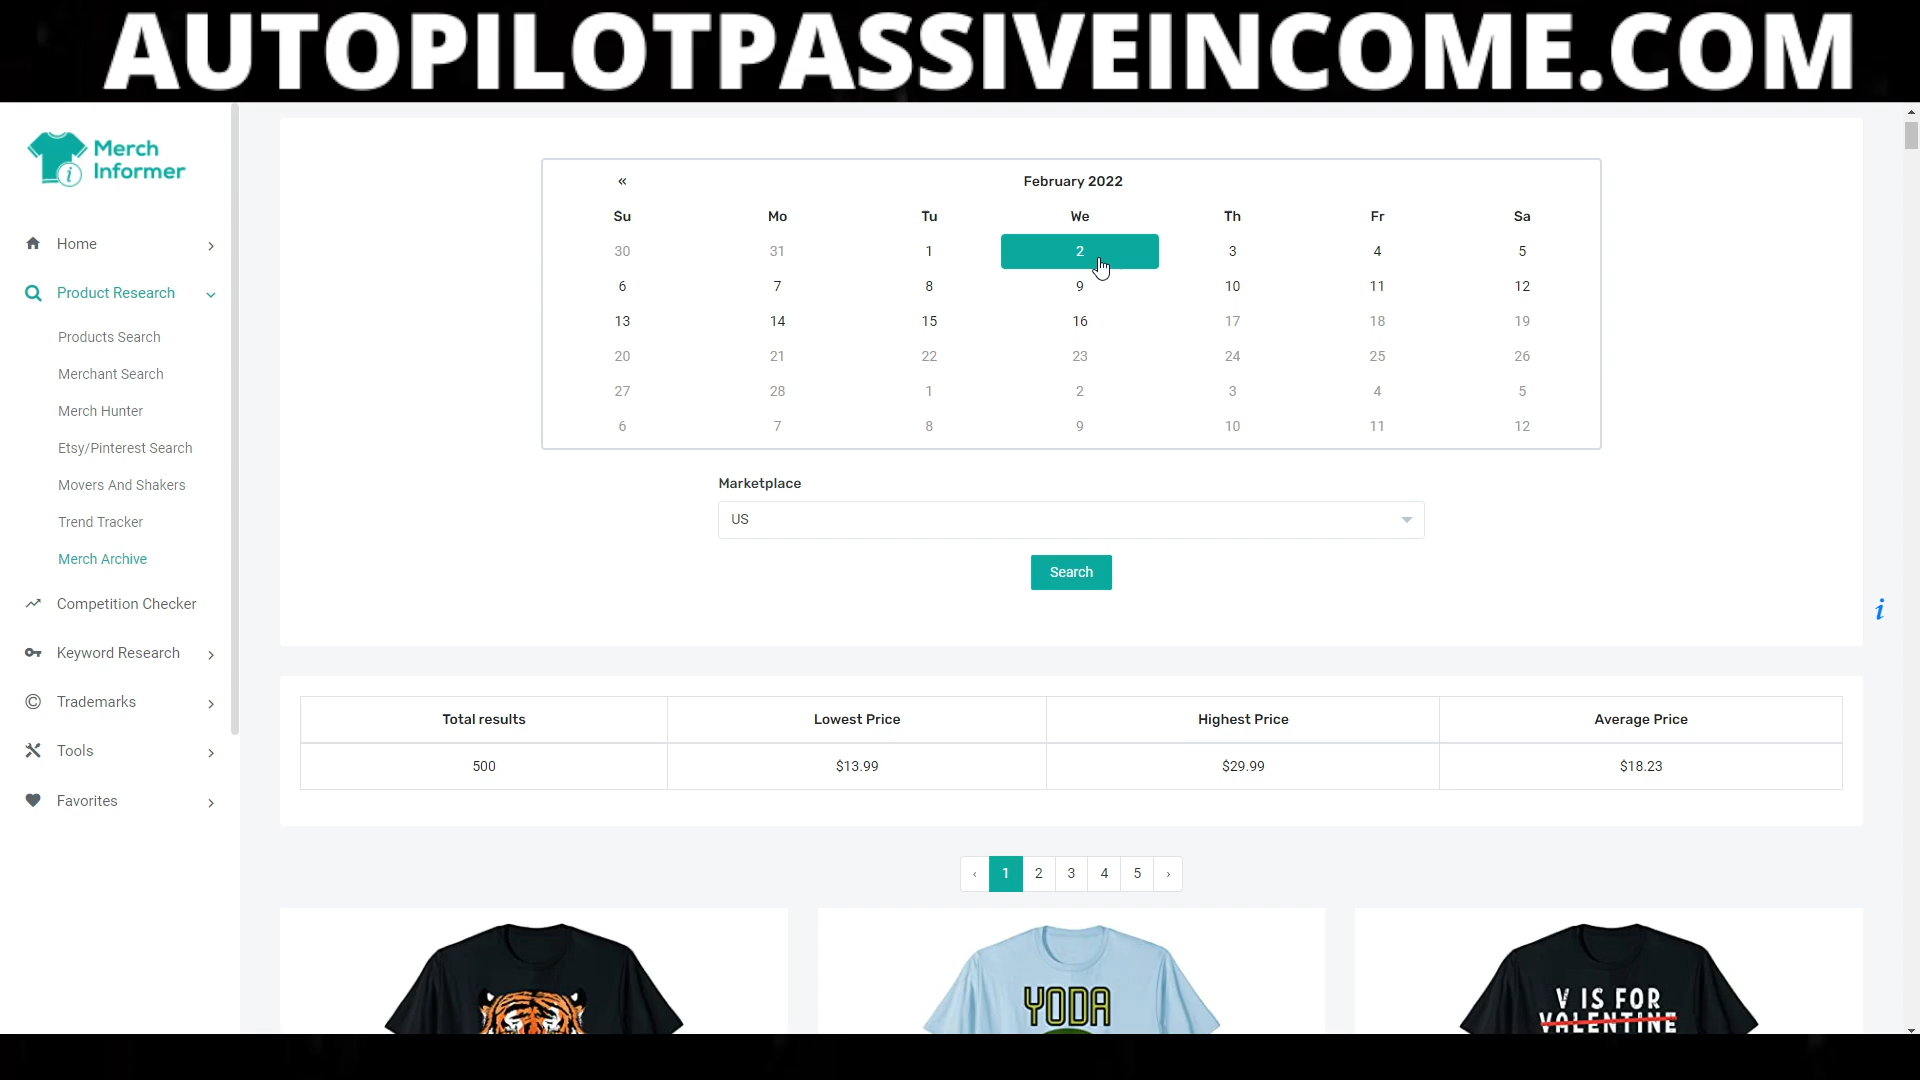 AUTOPILOTPASSIVEINCOME.COM
Merch
Informer
Home
Product Research
Products Search
Merchant Search
Merch Hunter
Etsy/Pinterest Search
Movers And Shakers
Trend Tracker
Merch Archive
Competition Checker
Keyword Research
Trademarks
Tools
Favorites
« February 2022
Su Mo Tu We Th Fr Sa
30 31 1 2 3 4 5
6 7 8 9 10 11 12
13 14 15 16 17 18 19
20 21 22 23 24 25 26
27 28 1 2 3 4 5
6 7 8 9 10 11 12
Marketplace
US
Search
i
Total results Lowest Price Highest Price Average Price
500 $13.99 $29.99 $18.23
‹ 1 2 3 4 5 ›
YODA
V IS FOR
VALENTINE